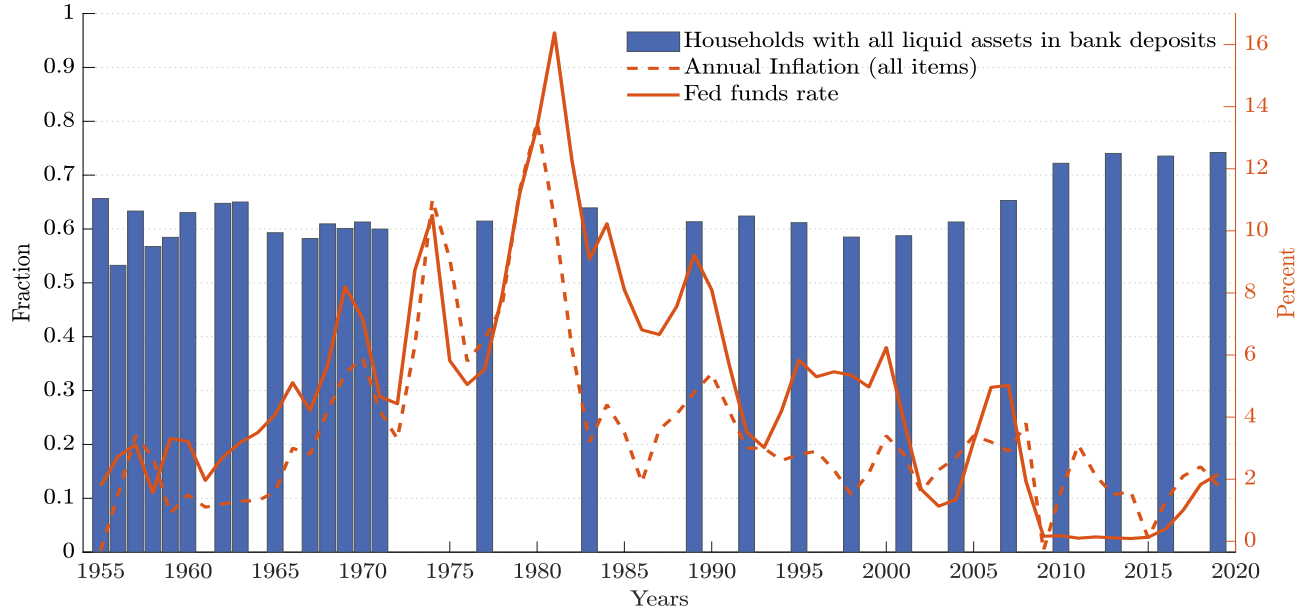 1
0.9
0.8
0.7
0.6
0.5
0.4
0.3
0.2
0.1
0
Fraction
Households with all liquid assets in bank deposits
Annual Inflation (all items)
Fed funds rate
16
14
12
10
8
6
4
2
0
Percent
1955 1960 1965 1970 1975 1980 1985 1990 1995 2000 2005 2010 2015 2020
Years